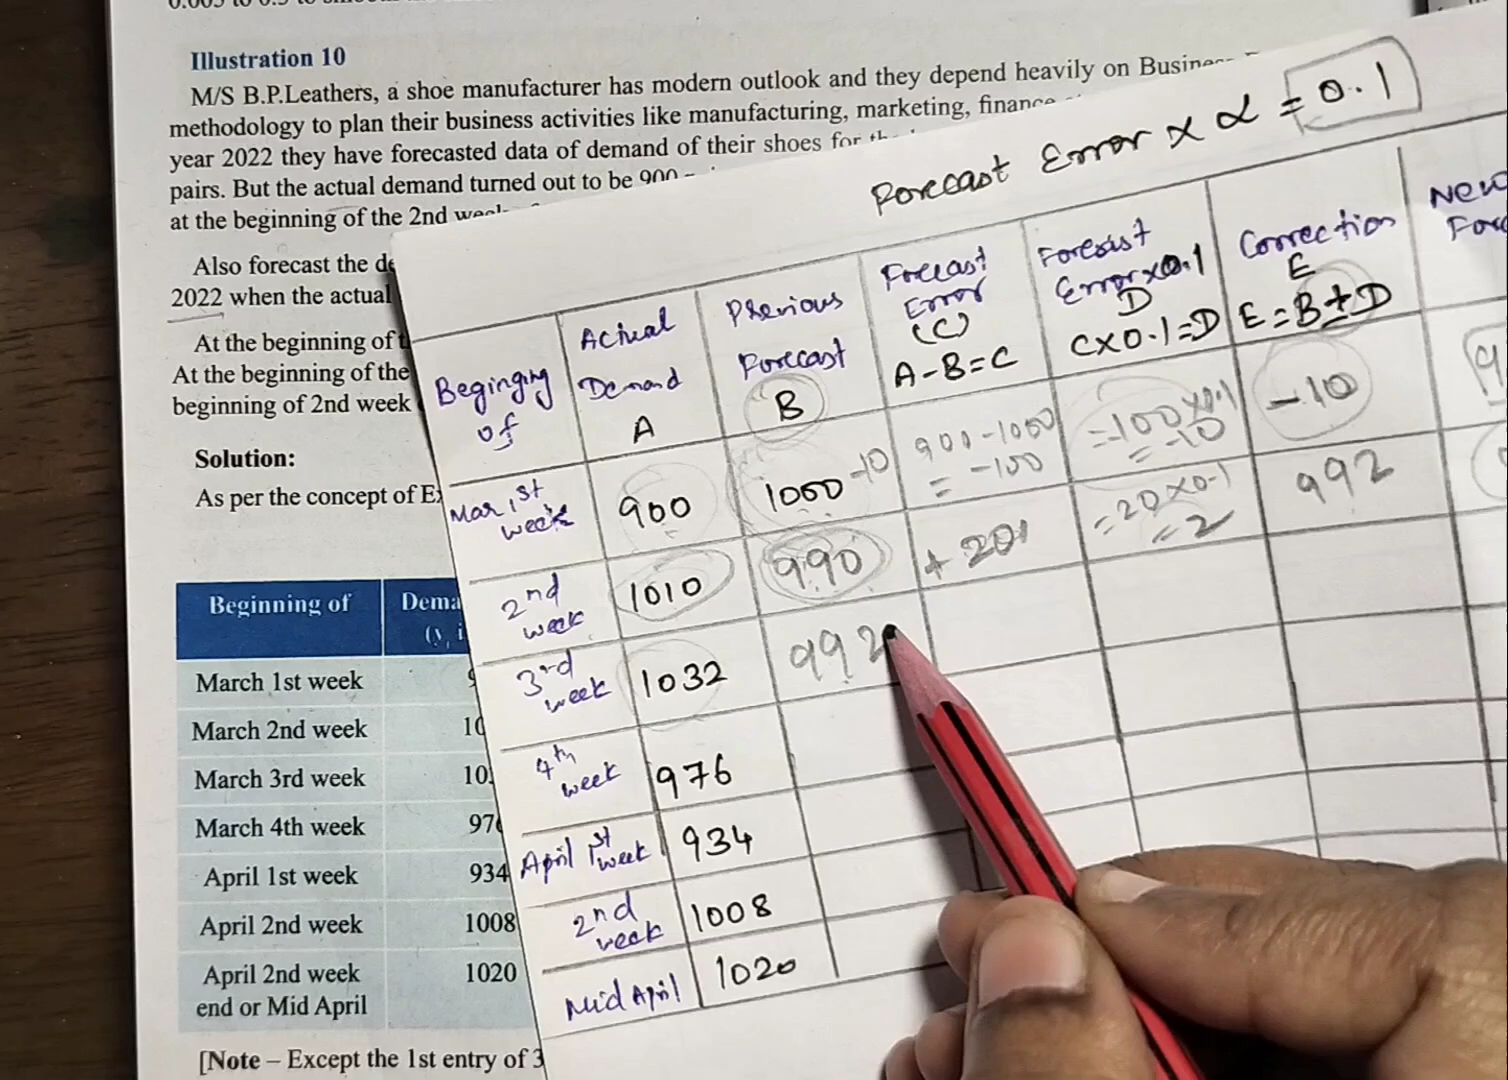 Illustration 10
M/S B.P.Leathers, a shoe manufacturer has modern outlook and they depend heavily on
methodology to plan their business activities like manufacturing, marketing, finance
year 2022 they have forecasted data of demand of their shoes for
pairs. But the actual demand turned out to be 900
at the beginning of the 2nd
Also forecast the
2022 when the actual
At the beginning of
At the beginning of the
beginning of 2nd week
Solution:
As per the concept of
Beginning of
March 1st week
March 2nd week
March 3rd week
March 4th week
April 1st week 934
April 2nd week 1008
April 2nd week 1020
end or Mid April
[Note – Except the 1st entry of 3
Forecast Error x α = 0.1
Beginging of
Actual Demand A
Previous Forecast B
Forecast Error (C) A-B=C
Forecast Error x 0.1 D C x 0.1 = D
Correction E E = B ± D
New
Mar 1st week 900 1000 -10 900-1000 = -100 = -100 x 0.1 = -10 -10
2nd week 1010 990 + 20 = 20 x 0.1 = 2 992
3rd week 1032 992
4th week 976
April 1st week 934
2nd week 1008
Mid April 1020